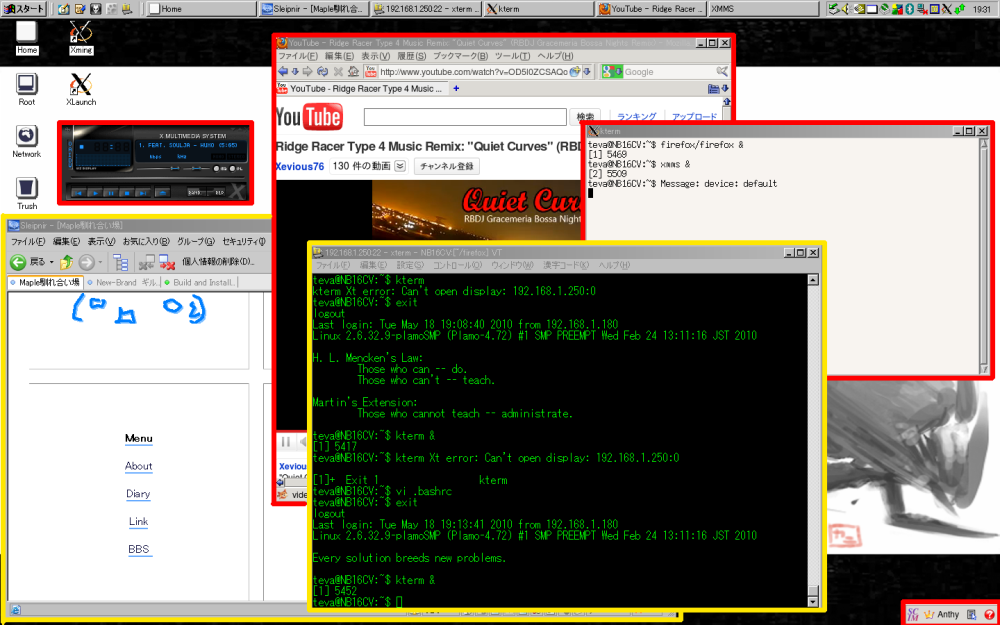 スタート
Home
Sleipnir - [Maple馴れ合い場...
192.168.1.250:22 - xterm ...
kterm
YouTube - Ridge Racer ...
XMMS
19:31
Home
Xming
Root
XLaunch
Network
Trush
X MULTIMEDIA SYSTEM
YouTube - Ridge Racer Type 4 Music Remix: "Quiet Curves" (RBDJ Gracemeria Bossa Nights Remix)
ファイル(F) 編集(E) 表示(V) 履歴(S) ブックマーク(B) ツール(T) ヘルプ(H)
http://www.youtube.com/watch?v=OD5I0ZCSAQo
Google
YouTube - Ridge Racer Type 4 Music ...
YouTube
検索
ランキング
アップロード
Ridge Racer Type 4 Music Remix: "Quiet Curves" (RBD
Xevious76 130 件の動画
チャンネル登録
Quiet Cur
RBDJ Gracemeria Bossa Night
Xeviou
kterm
teva@NB16CV:~$ firefox/firefox &
[1] 5469
teva@NB16CV:~$ xmms &
[2] 5509
teva@NB16CV:~$ Message: device: default
Sleipnir - [Maple馴れ合い場]
ファイル(F) 編集(E) 表示(V) お気に入り(B) グループ(G) セキュリティ(I)
戻る
個人情報の削除(D)...
Maple馴れ合い場
New-Brand ギル..
Build and Install..
Menu
About
Diary
Link
BBS
192.168.1.250:22 - xterm - NB16CV:[~/firefox] VT
ファイル(F) 編集(E) 設定(S) コントロール(O) ウィンドウ(W) 漢字コード(K) ヘルプ(H)
teva@NB16CV:~$ kterm
kterm Xt error: Can't open display: 192.168.1.250:0
teva@NB16CV:~$ exit
logout
Last login: Tue May 18 19:08:40 2010 from 192.168.1.180
Linux 2.6.32.9-plamoSMP (Plamo-4.72) #1 SMP PREEMPT Wed Feb 24 13:11:16 JST 2010
H. L. Mencken's Law:
Those who can -- do.
Those who can't -- teach.
Martin's Extension:
Those who cannot teach -- administrate.
teva@NB16CV:~$ kterm &
[1] 5417
teva@NB16CV:~$ kterm Xt error: Can't open display: 192.168.1.250:0
[1]+ Exit 1 kterm
teva@NB16CV:~$ vi .bashrc
teva@NB16CV:~$ exit
logout
Last login: Tue May 18 19:13:41 2010 from 192.168.1.180
Linux 2.6.32.9-plamoSMP (Plamo-4.72) #1 SMP PREEMPT Wed Feb 24 13:11:16 JST 2010
Every solution breeds new problems.
teva@NB16CV:~$ kterm &
[1] 5452
teva@NB16CV:~$
Anthy